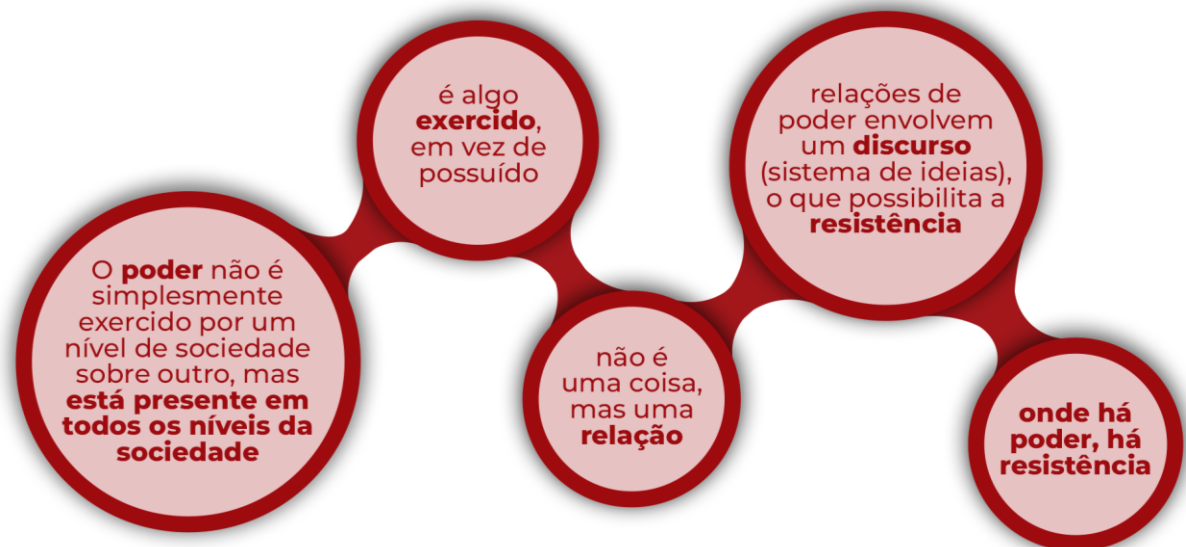 O poder não é
simplesmente
exercido por um
nível de sociedade
sobre outro, mas
está presente em
todos os níveis da
sociedade
é algo
exercido,
em vez de
possuído
não é
uma coisa,
mas uma
relação
relações de
poder envolvem
um discurso
(sistema de ideias),
o que possibilita a
resistência
onde há
poder, há
resistência